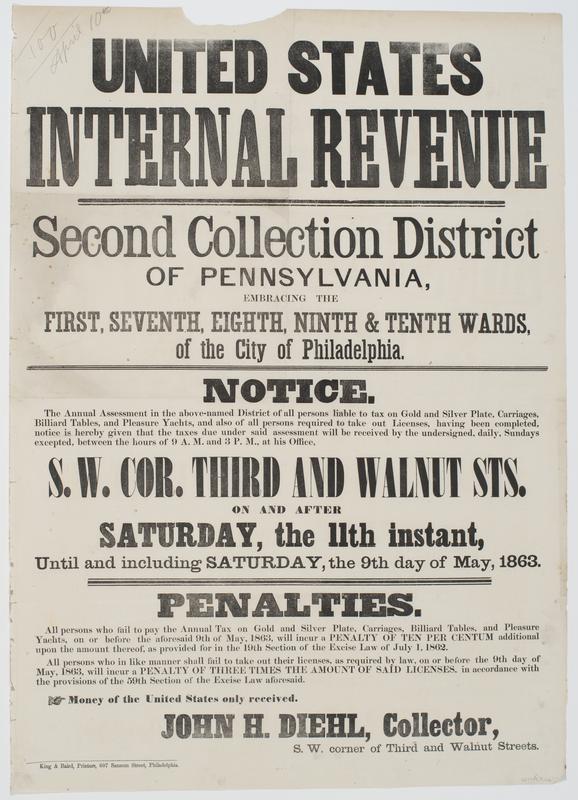 100
April 10th
UNITED STATES
INTERNAL REVENUE
Second Collection District
OF PENNSYLVANIA,
EMBRACING THE
FIRST, SEVENTH, EIGHTH, NINTH & TENTH WARDS,
of the City of Philadelphia.
NOTICE.
The Annual Assessment in the above-named District of all persons liable to tax on Gold and Silver Plate, Carriages,
Billiard Tables, and Pleasure Yachts, and also of all persons required to take out Licenses, having been completed,
notice is hereby given that the taxes due under said assessment will be received by the undersigned, daily, Sundays
excepted, between the hours of 9 A. M. and 3 P. M., at his Office,
S. W. COR. THIRD AND WALNUT STS.
ON AND AFTER
SATURDAY, the 11th instant,
Until and including SATURDAY, the 9th day of May, 1863.
PENALTIES.
All persons who fail to pay the Annual Tax on Gold and Silver Plate, Carriages, Billiard Tables, and Pleasure
Yachts, on or before the aforesaid 9th of May, 1863, will incur a PENALTY OF TEN PER CENTUM additional
upon the amount thereof, as provided for in the 19th Section of the Excise Law of July 1, 1862.
All persons who in like manner shall fail to take out their licenses, as required by law, on or before the 9th day of
May, 1863, will incur a PENALTY OF THREE TIMES THE AMOUNT OF SAID LICENSES, in accordance with
the provisions of the 59th Section of the Excise Law aforesaid.
☞ Money of the United States only received.
JOHN H. DIEHL, Collector,
S. W. corner of Third and Walnut Streets.
King & Baird, Printers, 607 Sansom Street, Philadelphia.